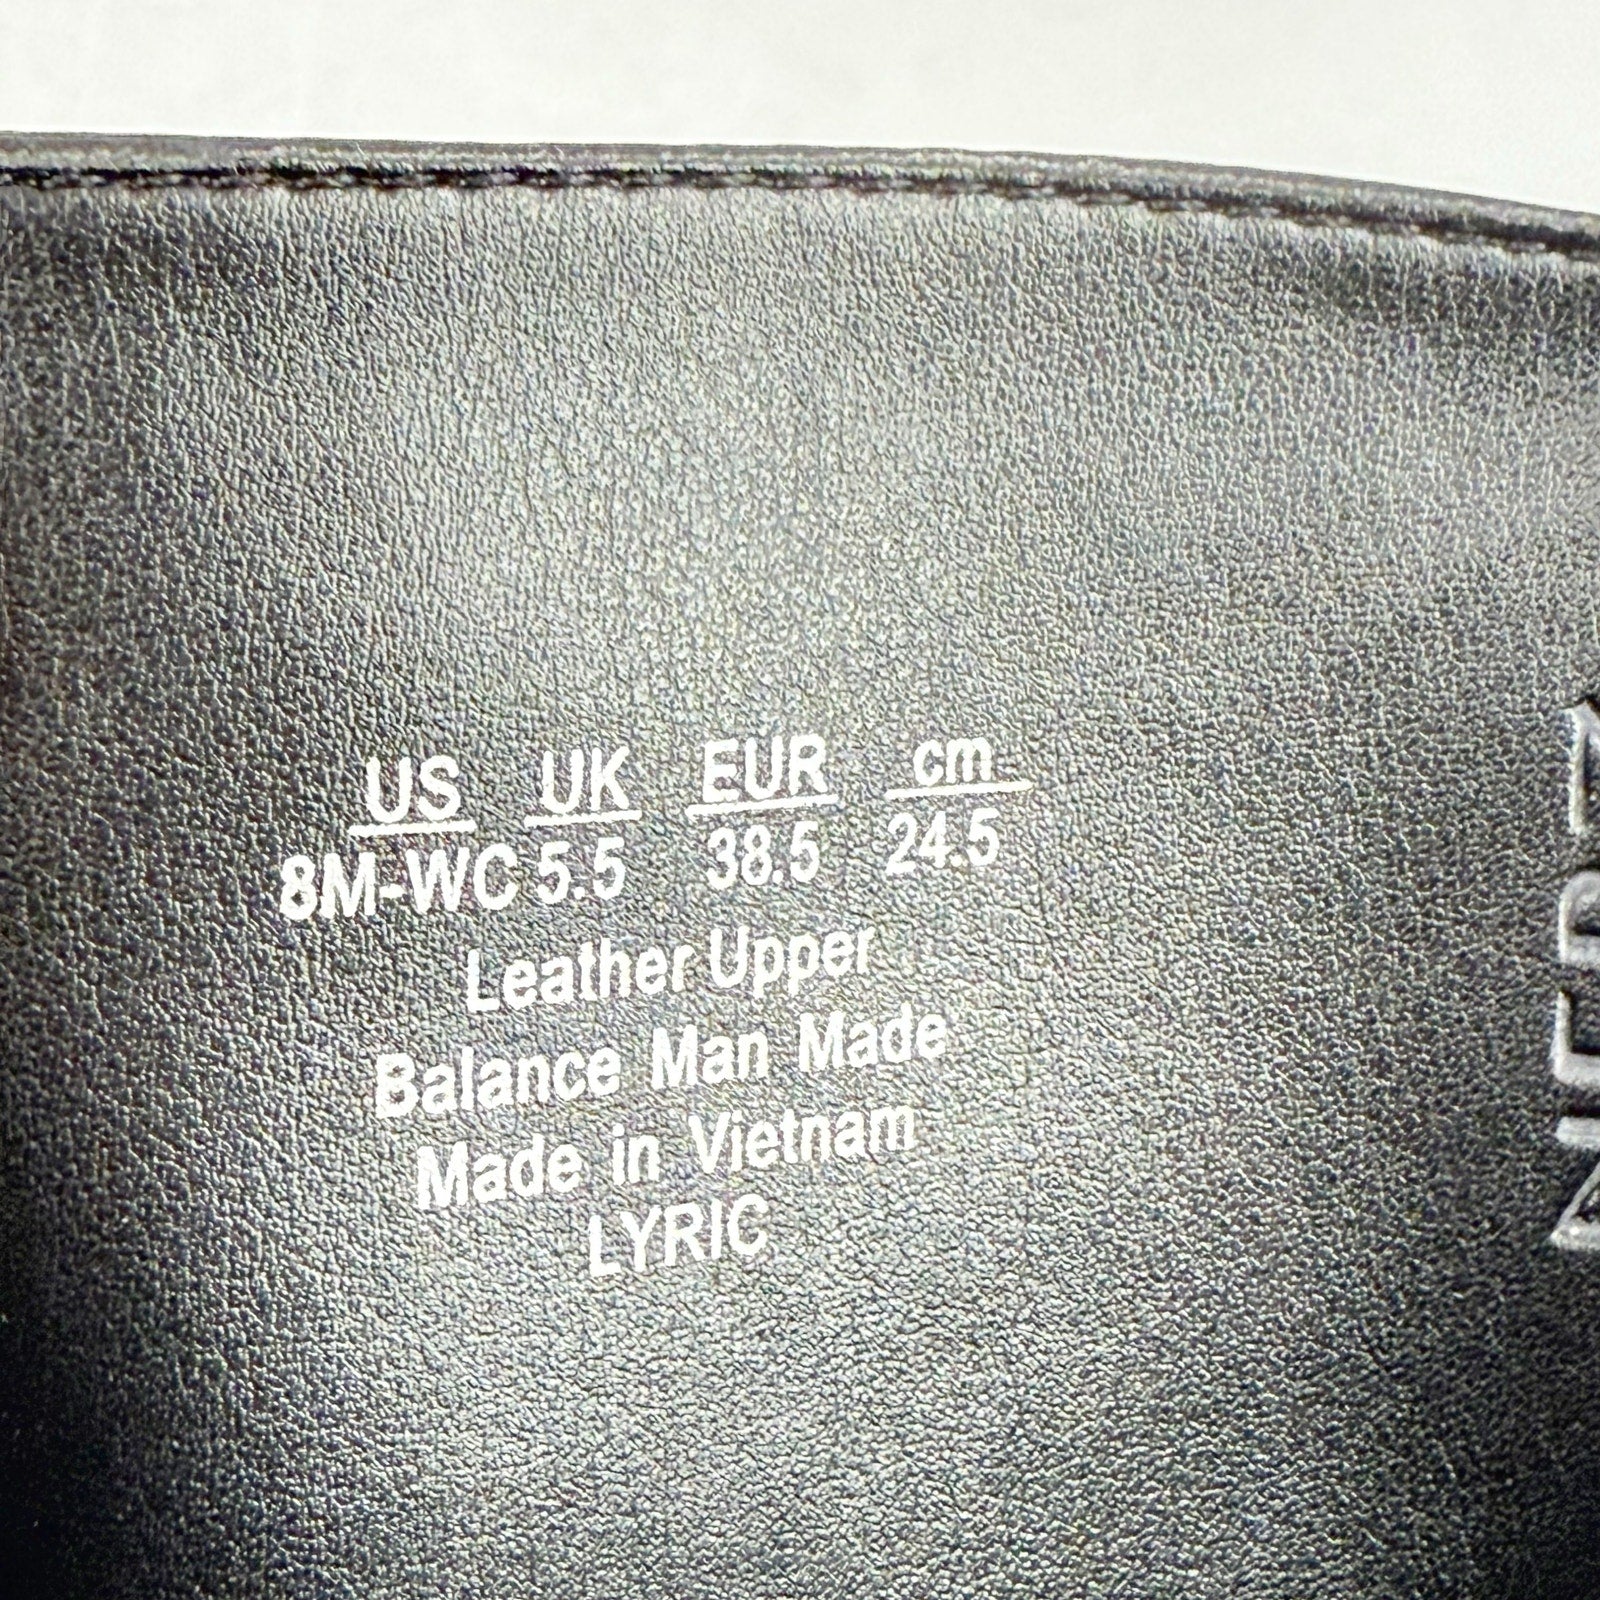 US UK EUR cm
8M-WC 5.5 38.5 24.5
Leather Upper
Balance Man Made
Made in Vietnam
LYRIC